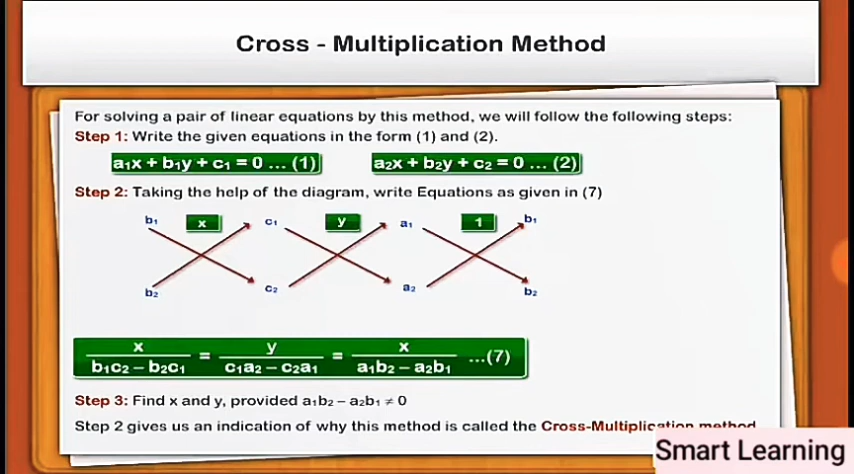 Cross - Multiplication Method
For solving a pair of linear equations by this method, we will follow the following steps:
Step 1: Write the given equations in the form (1) and (2).
a₁x + b₁y + c₁ = 0 ... (1) a₂x + b₂y + c₂ = 0 ... (2)
Step 2: Taking the help of the diagram, write Equations as given in (7)
b₁ x c₁ y a₁ 1 b₁
b₂ c₂ a₂ b₂
x y x
= = ...(7)
b₁c₂ – b₂c₁ c₁a₂ – c₂a₁ a₁b₂ – a₂b₁
Step 3: Find x and y, provided a₁b₂ – a₂b₁ ≠ 0
Step 2 gives us an indication of why this method is called the Cross-Multiplication method
Smart Learning